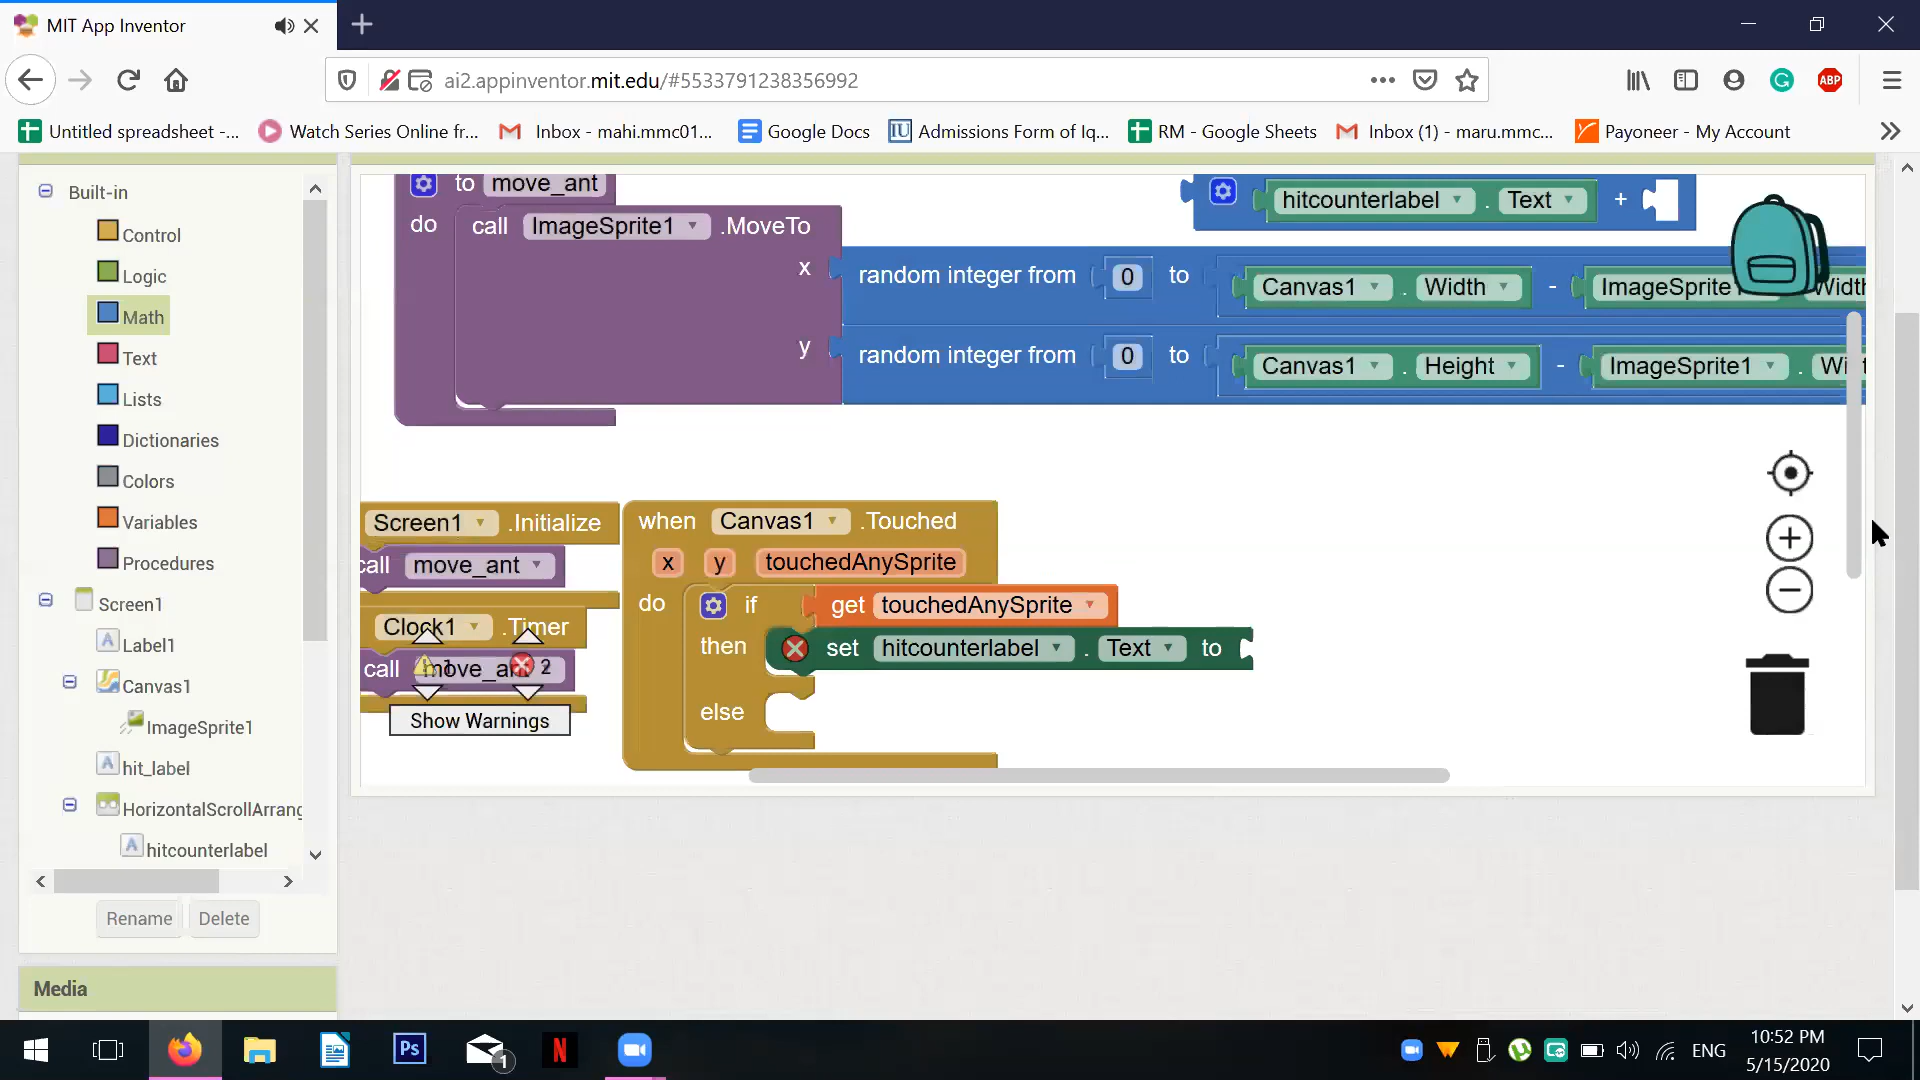 MIT App Inventor
ai2.appinventor.mit.edu/#5533791238356992
Untitled spreadsheet -...
Watch Series Online fr...
Inbox - mahi.mmc01...
Google Docs
IU
Admissions Form of Iq...
RM - Google Sheets
Inbox (1) - maru.mmc...
Payoneer - My Account
ABP
Built-in
Control
Logic
Math
Text
Lists
Dictionaries
Colors
Variables
Procedures
Screen1
Label1
Canvas1
ImageSprite1
hit_label
HorizontalScrollArrang
hitcounterlabel
Rename
Delete
Media
to move_ant
do call ImageSprite1 .MoveTo
x random integer from 0 to Canvas1 . Width - ImageSprite
y random integer from 0 to Canvas1 . Height - ImageSprite1 .
hitcounterlabel . Text +
Screen1 .Initialize
call move_ant
Clock1 .Timer
call move_ant
1 2
Show Warnings
when Canvas1 .Touched
x y touchedAnySprite
do if get touchedAnySprite
then set hitcounterlabel . Text to
else
Ps
1
N
ENG
10:52 PM
5/15/2020